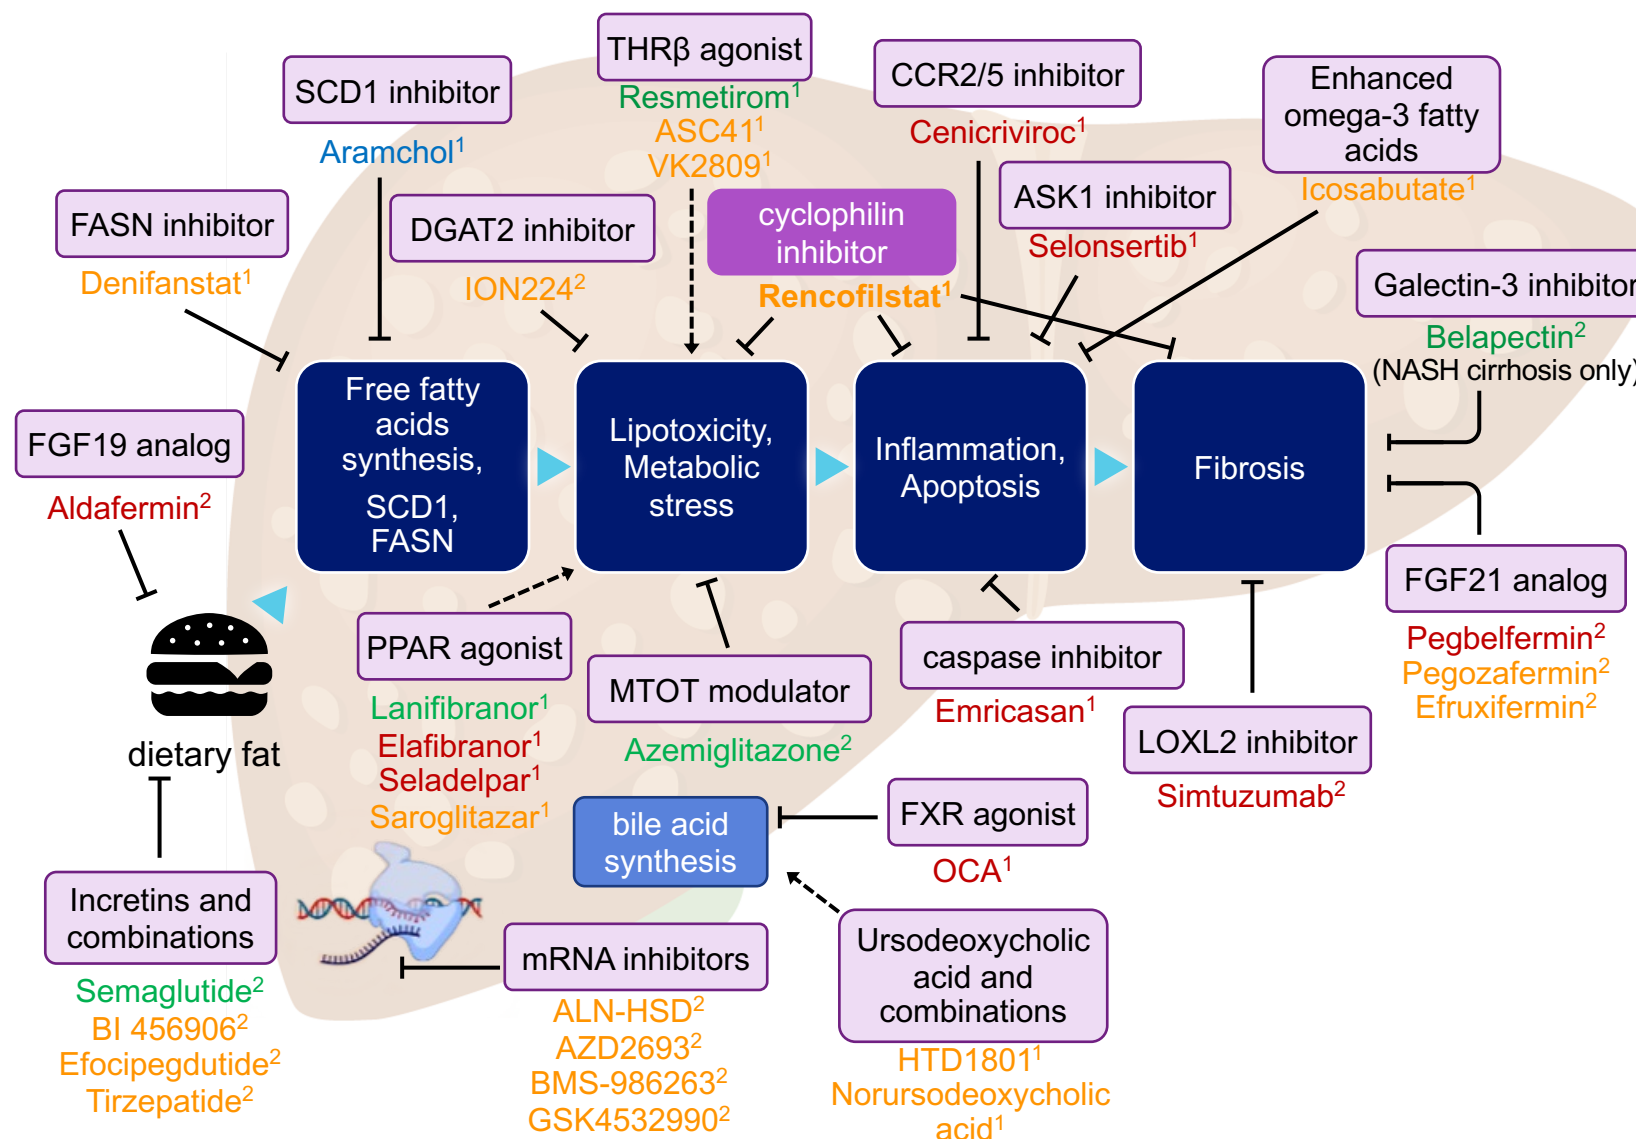 THRβ agonist
Resmetirom¹
ASC41¹
VK2809¹
SCD1 inhibitor
Aramchol¹
CCR2/5 inhibitor
Cenicriviroc¹
Enhanced
omega-3 fatty
acids
Icosabutate¹
FASN inhibitor
Denifanstat¹
DGAT2 inhibitor
ION224²
cyclophilin
inhibitor
Rencofilstat¹
ASK1 inhibitor
Selonsertib¹
Galectin-3 inhibitor
Belapectin²
(NASH cirrhosis only)
Free fatty
acids
synthesis,
SCD1,
FASN
Lipotoxicity,
Metabolic
stress
Inflammation,
Apoptosis
Fibrosis
FGF19 analog
Aldafermin²
dietary fat
PPAR agonist
Lanifibranor¹
Elafibranor¹
Seladelpar¹
Saroglitazar¹
MTOT modulator
Azemiglitazone²
caspase inhibitor
Emricasan¹
LOXL2 inhibitor
Simtuzumab²
FGF21 analog
Pegbelfermin²
Pegozafermin²
Efruxifermin²
bile acid
synthesis
FXR agonist
OCA¹
Incretins and
combinations
Semaglutide²
BI 456906²
Efocipegdutide²
Tirzepatide²
mRNA inhibitors
ALN-HSD²
AZD2693²
BMS-986263²
GSK4532990²
Ursodeoxycholic
acid and
combinations
HTD1801¹
Norursodeoxycholic
acid¹